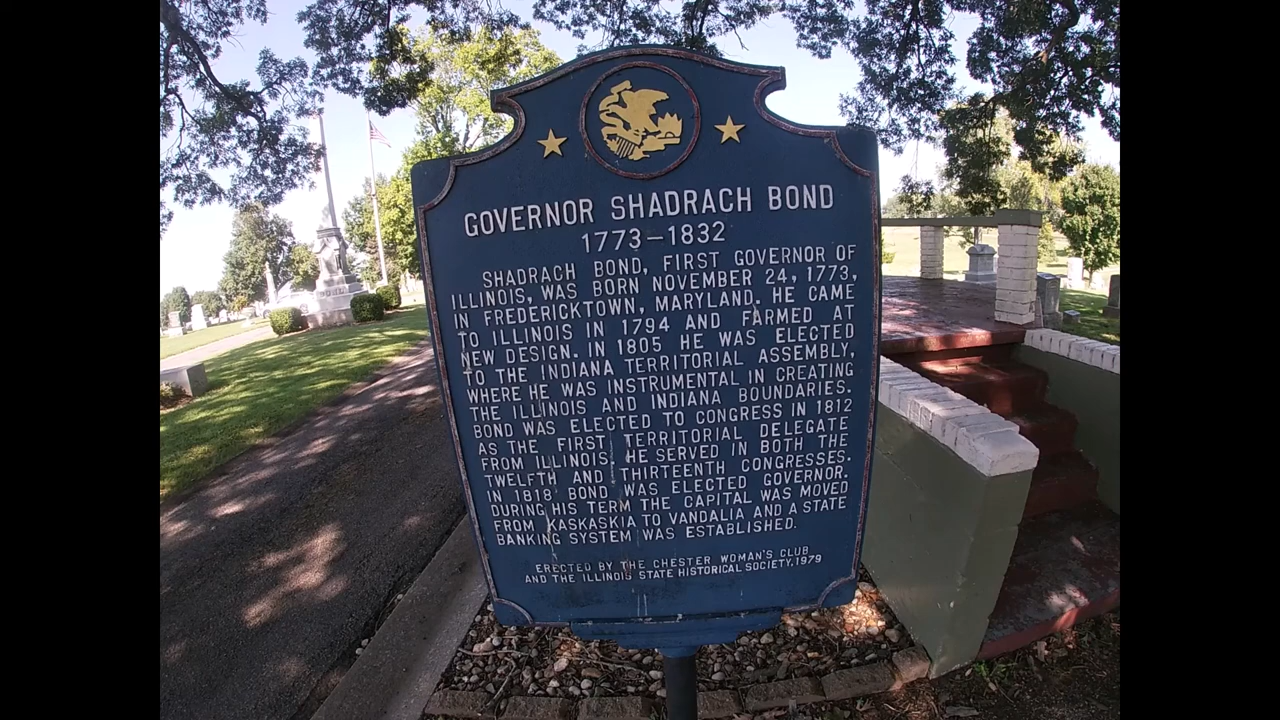 GOVERNOR SHADRACH BOND
1773-1832
SHADRACH BOND, FIRST GOVERNOR OF
ILLINOIS, WAS BORN NOVEMBER 24, 1773,
IN FREDERICKTOWN, MARYLAND. HE CAME
TO ILLINOIS IN 1794 AND FARMED AT
NEW DESIGN. IN 1805 HE WAS ELECTED
TO THE INDIANA TERRITORIAL ASSEMBLY,
WHERE HE WAS INSTRUMENTAL IN CREATING
THE ILLINOIS AND INDIANA BOUNDARIES.
BOND WAS ELECTED TO CONGRESS IN 1812
AS THE FIRST TERRITORIAL DELEGATE
FROM ILLINOIS. HE SERVED IN BOTH THE
TWELFTH AND THIRTEENTH CONGRESSES.
IN 1818 BOND WAS ELECTED GOVERNOR.
DURING HIS TERM THE CAPITAL WAS MOVED
FROM KASKASKIA TO VANDALIA AND A STATE
BANKING SYSTEM WAS ESTABLISHED.
ERECTED BY THE CHESTER WOMAN'S CLUB
AND THE ILLINOIS STATE HISTORICAL SOCIETY, 1979